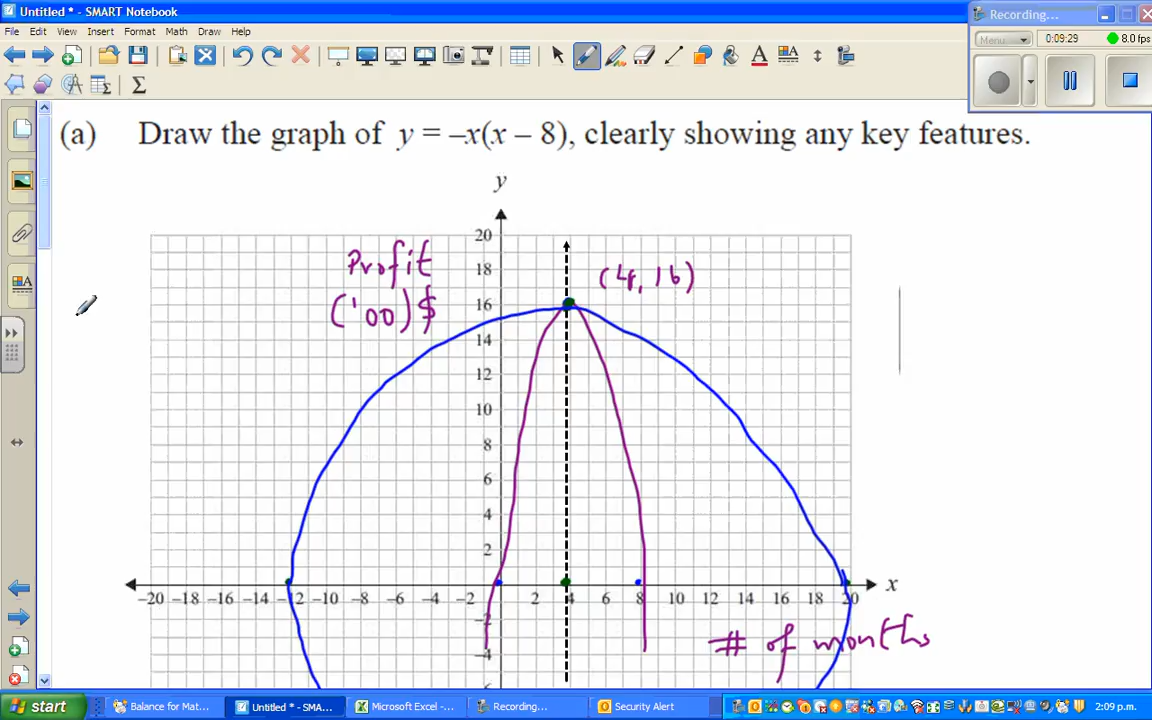 Untitled * - SMART Notebook
Recording...
File Edit View Insert Format Math Draw Help
Menu
0:09:29
8.0 fps
(a) Draw the graph of y = –x(x – 8), clearly showing any key features.
y
20
Profit
(4, 16)
18
('00) $
16
14
12
10
8
6
4
2
x
-20 -18 -16 -14 -12 -10 -8 -6 -4 -2 2 4 6 8 10 12 14 16 18 20
-2
# of months
-4
start
Balance for Mat...
Untitled * - SMA...
Microsoft Excel - ...
Recording...
Security Alert
2:09 p.m.